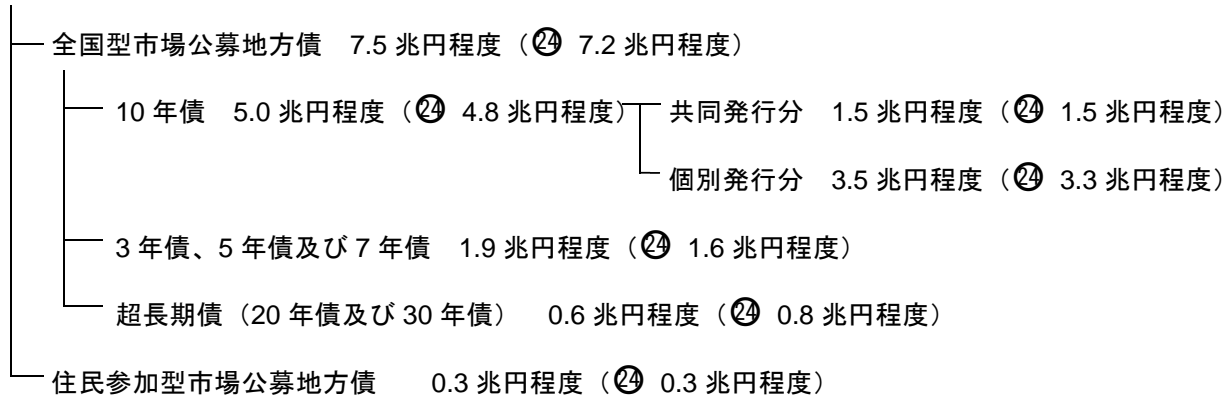 全国型市場公募地方債 7.5 兆円程度（㉔ 7.2 兆円程度）
10 年債 5.0 兆円程度（㉔ 4.8 兆円程度） 共同発行分 1.5 兆円程度（㉔ 1.5 兆円程度）
個別発行分 3.5 兆円程度（㉔ 3.3 兆円程度）
3 年債、5 年債及び 7 年債 1.9 兆円程度（㉔ 1.6 兆円程度）
超長期債（20 年債及び 30 年債） 0.6 兆円程度（㉔ 0.8 兆円程度）
住民参加型市場公募地方債 0.3 兆円程度（㉔ 0.3 兆円程度）